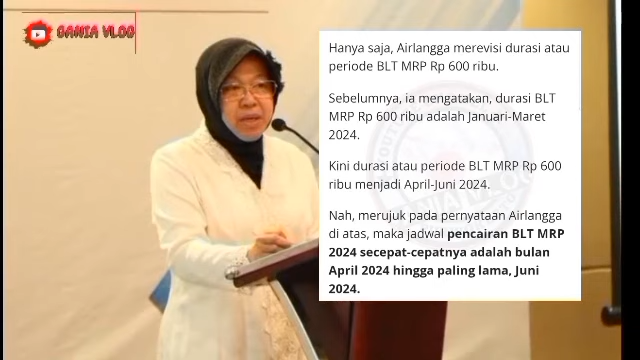 GANIA VLOG
Hanya saja, Airlangga merevisi durasi atau
periode BLT MRP Rp 600 ribu.
Sebelumnya, ia mengatakan, durasi BLT
MRP Rp 600 ribu adalah Januari-Maret
2024.
Kini durasi atau periode BLT MRP Rp 600
ribu menjadi April-Juni 2024.
Nah, merujuk pada pernyataan Airlangga
di atas, maka jadwal pencairan BLT MRP
2024 secepat-cepatnya adalah bulan
April 2024 hingga paling lama, Juni
2024.